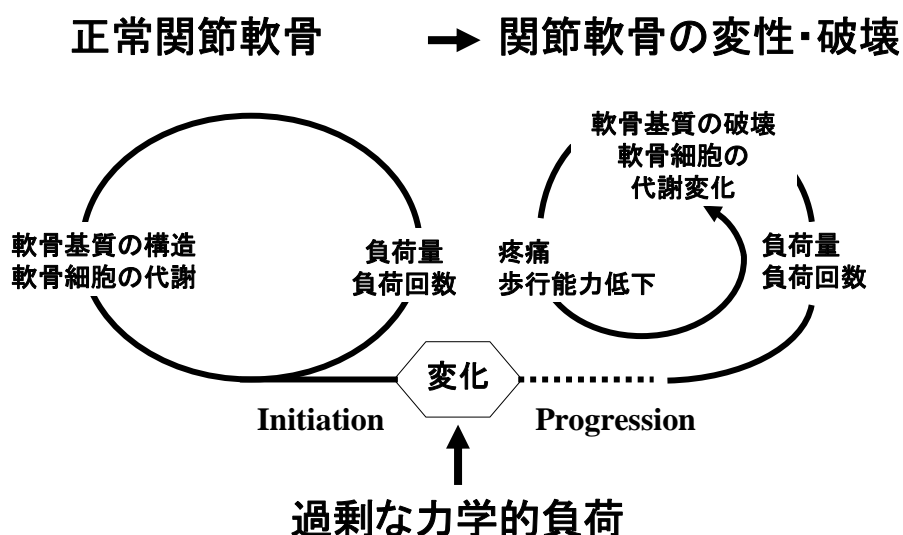 正常関節軟骨
関節軟骨の変性・破壊
軟骨基質の構造
軟骨細胞の代謝
負荷量
負荷回数
軟骨基質の破壊
軟骨細胞の
代謝変化
疼痛
歩行能力低下
負荷量
負荷回数
変化
Initiation
Progression
過剰な力学的負荷